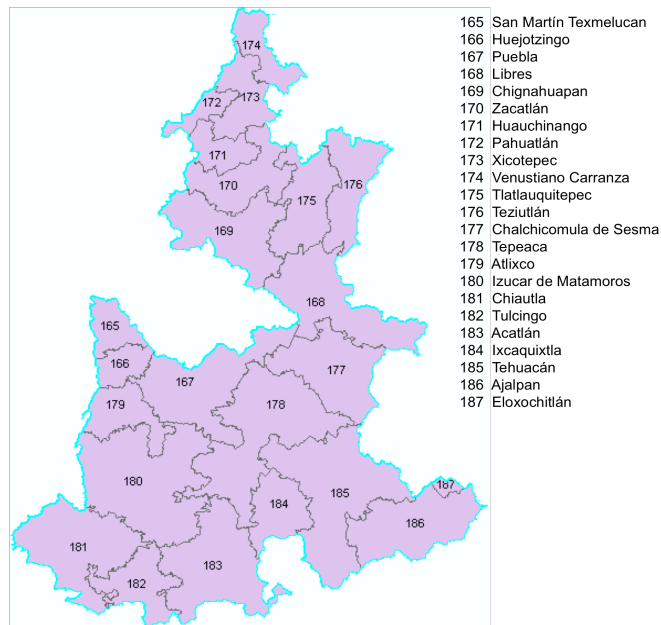 165 San Martín Texmelucan
166 Huejotzingo
167 Puebla
168 Libres
169 Chignahuapan
170 Zacatlán
171 Huauchinango
172 Pahuatlán
173 Xicotepec
174 Venustiano Carranza
175 Tlatlauquitepec
176 Teziutlán
177 Chalchicomula de Sesma
178 Tepeaca
179 Atlixco
180 Izucar de Matamoros
181 Chiautla
182 Tulcingo
183 Acatlán
184 Ixcaquixtla
185 Tehuacán
186 Ajalpan
187 Eloxochitlán
174
173
172
171
170
175
176
169
168
165
166
167
177
179
178
180
187
185
184
186
181
183
182